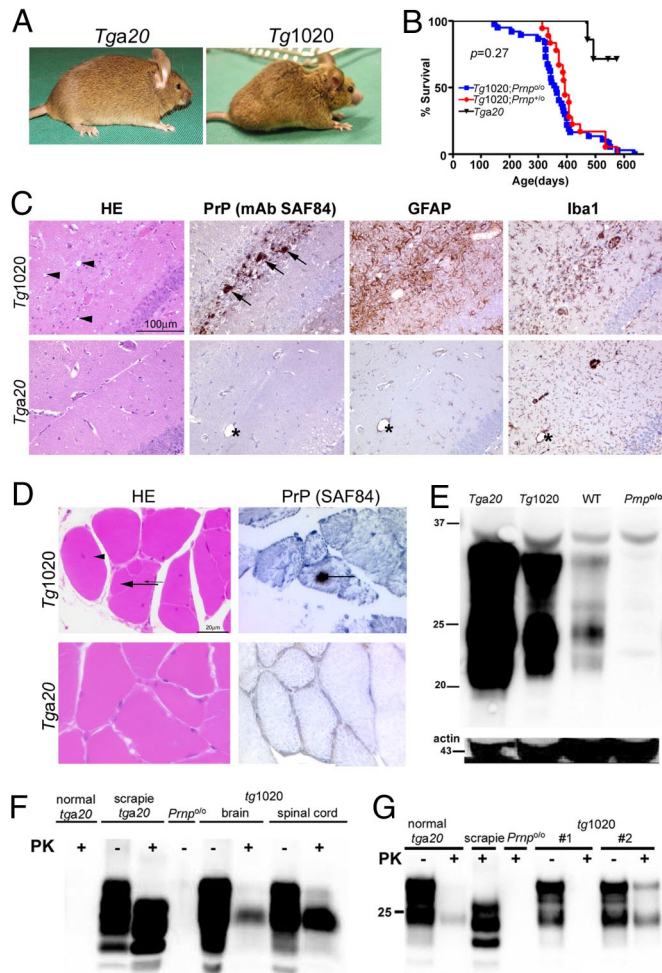 A
Tga20
Tg1020
B
100
50
0
% Survival
p=0.27
Tg1020;Prnpo/o
Tg1020;Prnp+/o
Tga20
0 100 200 300 400 500 600
Age(days)
C
HE
PrP (mAb SAF84)
GFAP
Iba1
Tg1020
100μm
Tga20
*
*
*
D
HE
PrP (SAF84)
Tg1020
20μm
Tga20
E
Tga20
Tg1020
WT
Prnpo/o
37
25
20
actin
43
F
normal
tga20
scrapie
tga20
Prnpo/o
tg1020
brain
spinal cord
PK
+ - + - - + - +
G
normal
tga20
scrapie
Prnpo/o
tg1020
#1
#2
PK
- + + + - + - +
25